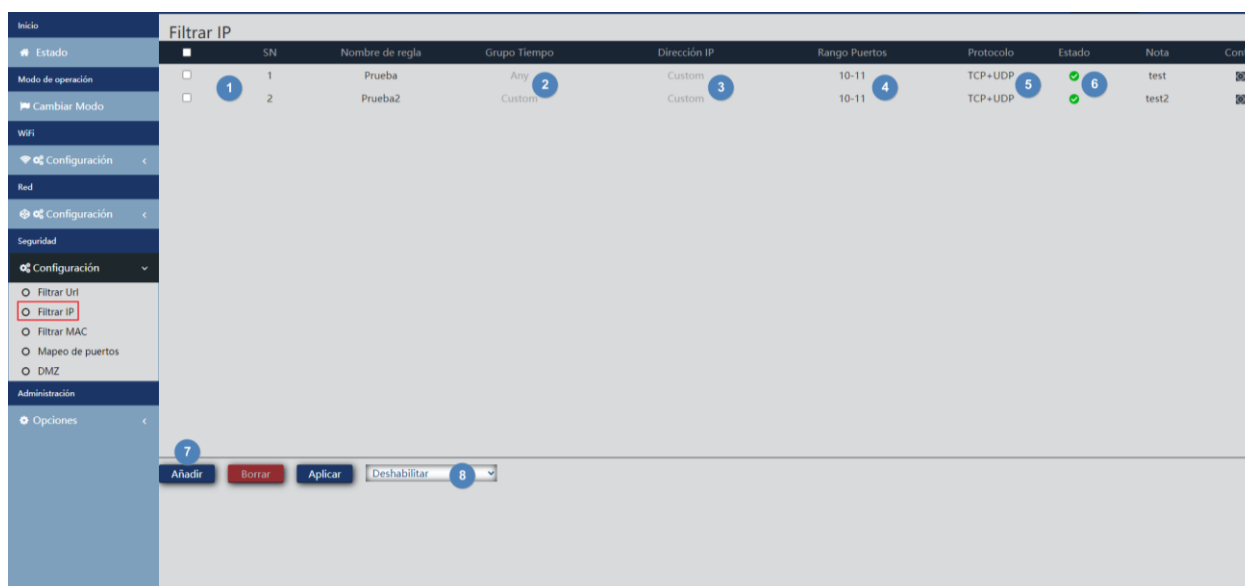 Inicio
Estado
Modo de operación
Cambiar Modo
WiFi
Configuración
Red
Configuración
Seguridad
Configuración
Filtrar Url
Filtrar IP
Filtrar MAC
Mapeo de puertos
DMZ
Administración
Opciones
Filtrar IP
SN Nombre de regla Grupo Tiempo Dirección IP Rango Puertos Protocolo Estado Nota
1 Prueba Any Custom 10-11 TCP+UDP test
1 2 3 4 5 6
2 Prueba2 Custom Custom 10-11 TCP+UDP test2
7
Añadir Borrar Aplicar Deshabilitar 8